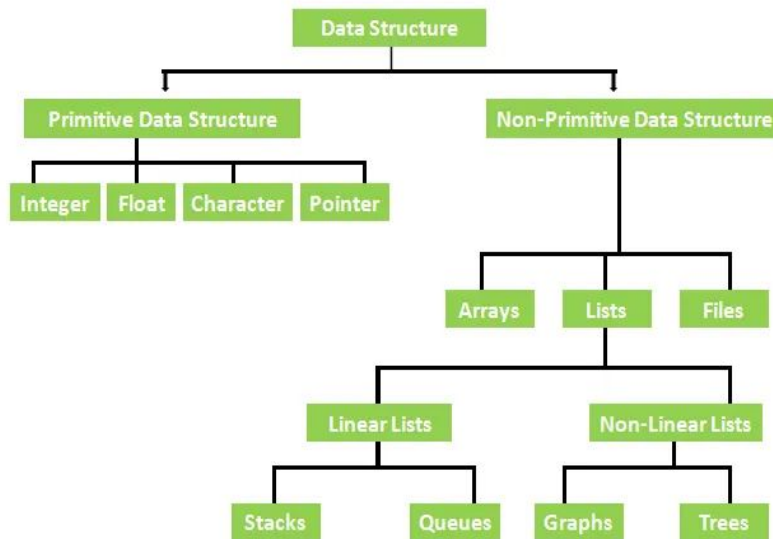 Data Structure
Primitive Data Structure
Non-Primitive Data Structure
Integer
Float
Character
Pointer
Arrays
Lists
Files
Linear Lists
Non-Linear Lists
Stacks
Queues
Graphs
Trees